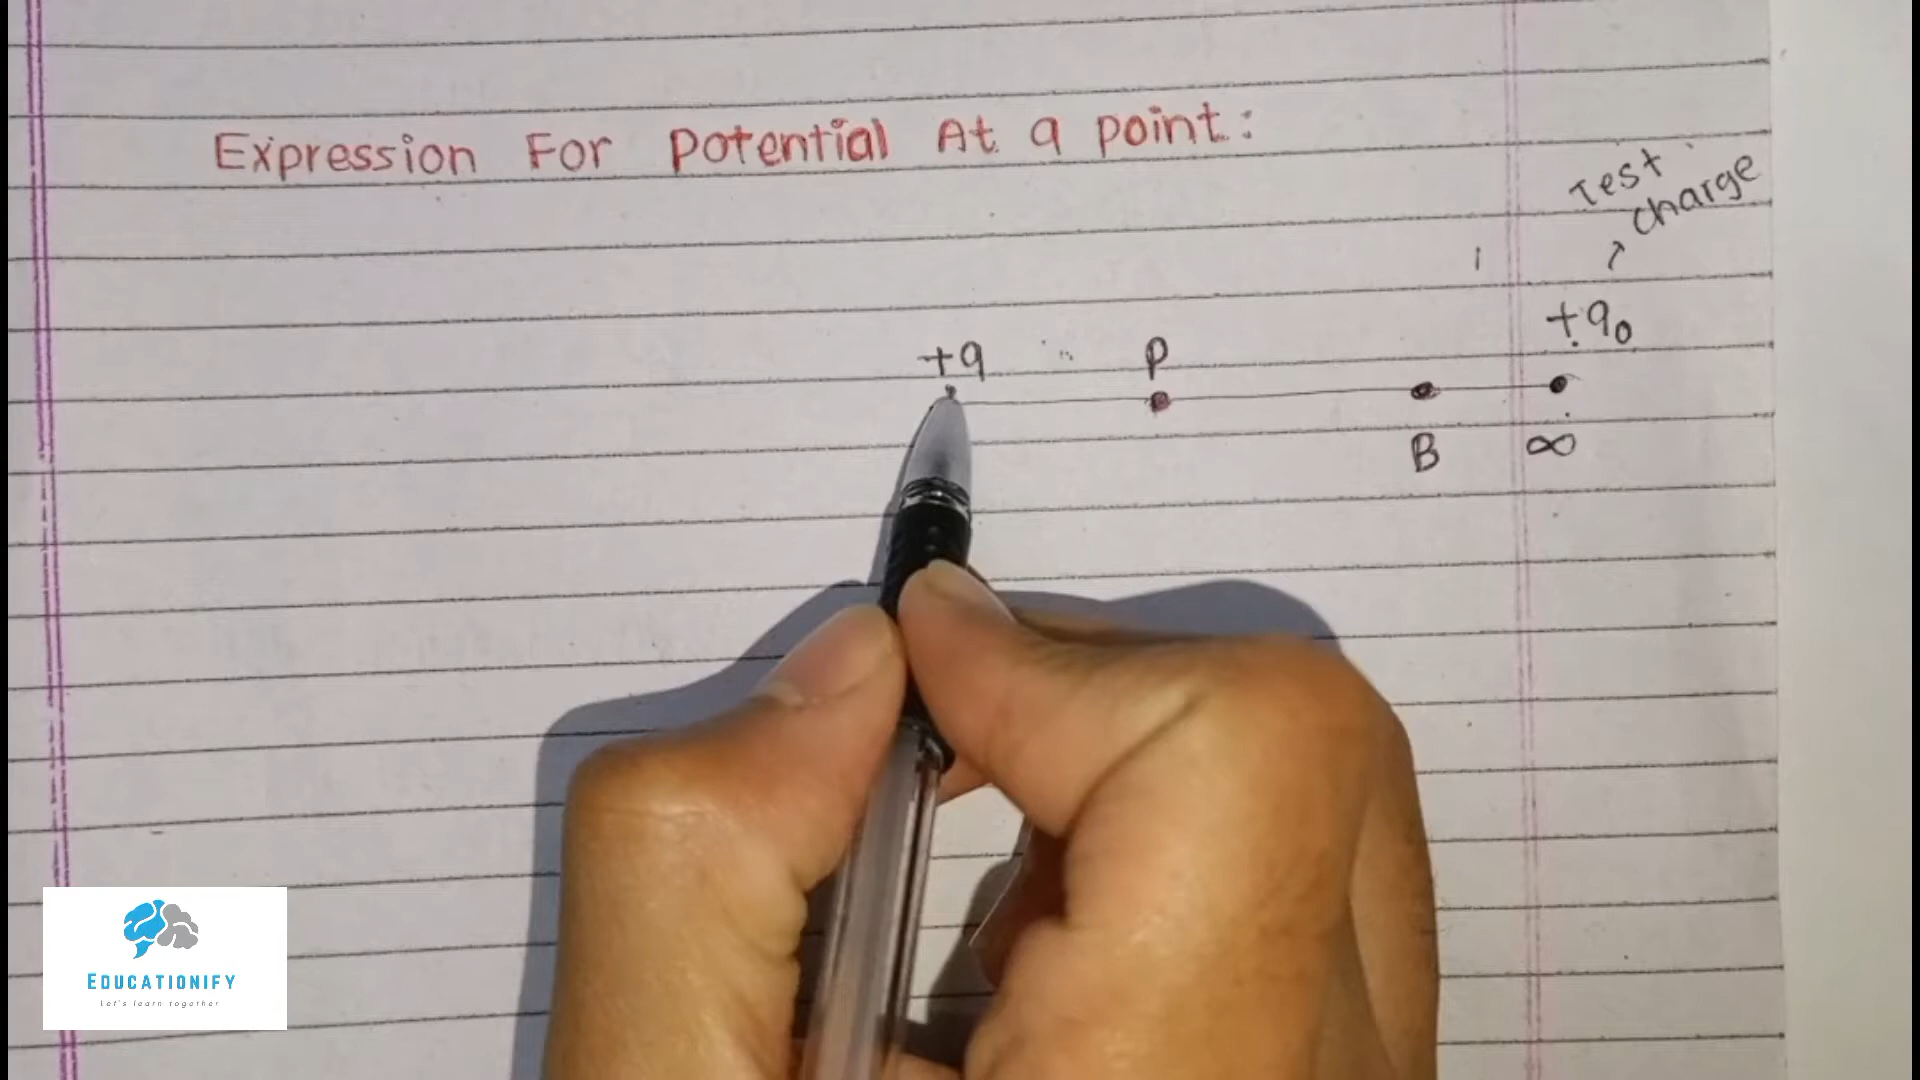 Expression For Potential At a point:
Test
charge
+q₀
+q
P
B
∞
EDUCATIONIFY
Let's learn together